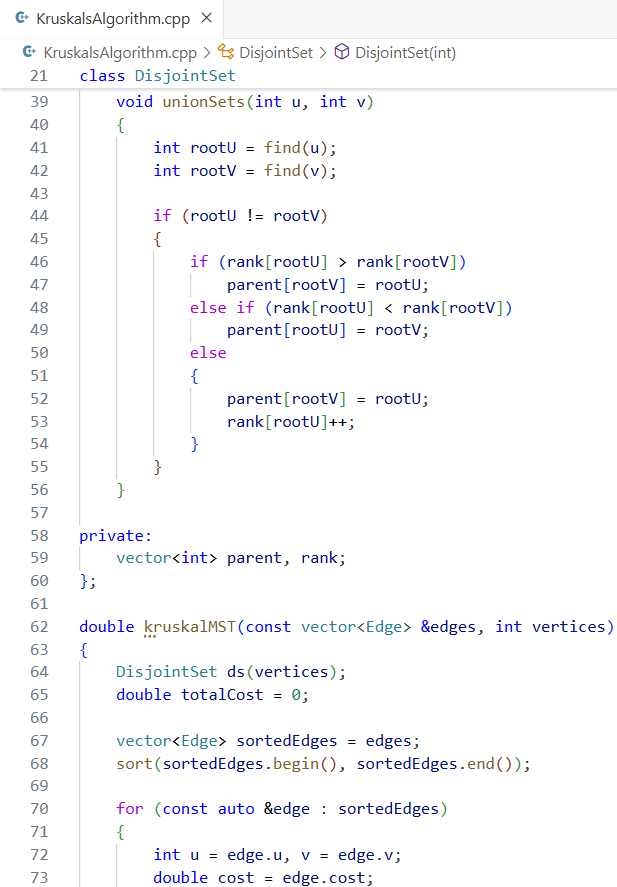 KruskalsAlgorithm.cpp ×
KruskalsAlgorithm.cpp > DisjointSet > DisjointSet(int)
21 class DisjointSet
39     void unionSets(int u, int v)
40     {
41         int rootU = find(u);
42         int rootV = find(v);
43
44         if (rootU != rootV)
45         {
46             if (rank[rootU] > rank[rootV])
47                 parent[rootV] = rootU;
48             else if (rank[rootU] < rank[rootV])
49                 parent[rootU] = rootV;
50             else
51             {
52                 parent[rootV] = rootU;
53                 rank[rootU]++;
54             }
55         }
56     }
57
58 private:
59     vector<int> parent, rank;
60 };
61
62 double kruskalMST(const vector<Edge> &edges, int vertices)
63 {
64     DisjointSet ds(vertices);
65     double totalCost = 0;
66
67     vector<Edge> sortedEdges = edges;
68     sort(sortedEdges.begin(), sortedEdges.end());
69
70     for (const auto &edge : sortedEdges)
71     {
72         int u = edge.u, v = edge.v;
73         double cost = edge.cost;